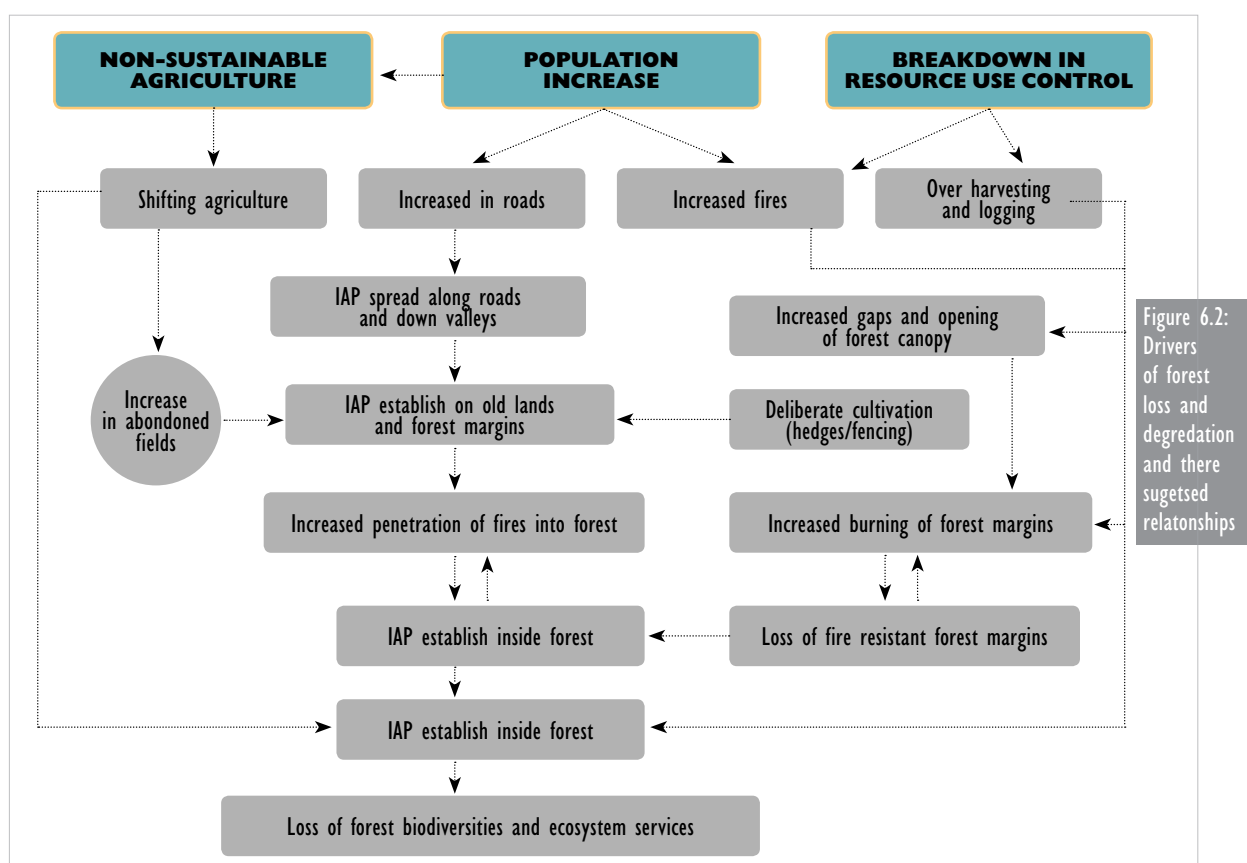 NON-SUSTAINABLE
AGRICULTURE
POPULATION
INCREASE
BREAKDOWN IN
RESOURCE USE CONTROL
Shifting agriculture
Increased in roads
Increased fires
Over harvesting
and logging
IAP spread along roads
and down valleys
Increased gaps and opening
of forest canopy
Increase
in abondoned
fields
IAP establish on old lands
and forest margins
Deliberate cultivation
(hedges/fencing)
Increased penetration of fires into forest
Increased burning of forest margins
IAP establish inside forest
Loss of fire resistant forest margins
IAP establish inside forest
Loss of forest biodiversities and ecosystem services
Figure 6.2:
Drivers
of forest
loss and
degredation
and there
sugetsed
relatonships